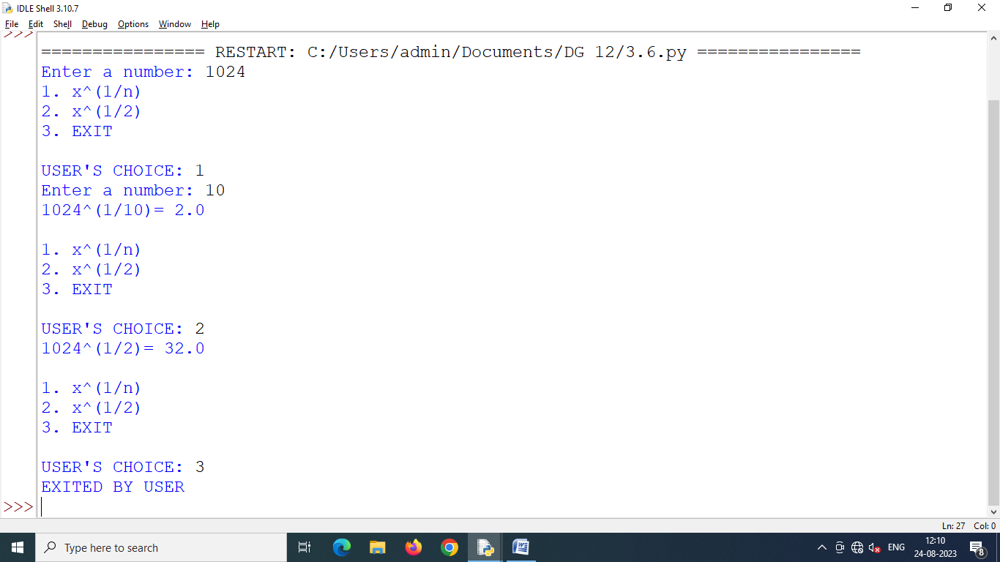 IDLE Shell 3.10.7
File Edit Shell Debug Options Window Help
>>>
================ RESTART: C:/Users/admin/Documents/DG 12/3.6.py ================
Enter a number: 1024
1. x^(1/n)
2. x^(1/2)
3. EXIT
USER'S CHOICE: 1
Enter a number: 10
1024^(1/10)= 2.0
1. x^(1/n)
2. x^(1/2)
3. EXIT
USER'S CHOICE: 2
1024^(1/2)= 32.0
1. x^(1/n)
2. x^(1/2)
3. EXIT
USER'S CHOICE: 3
EXITED BY USER
>>>
Ln: 27 Col: 0
Type here to search
ENG
12:10
24-08-2023
8